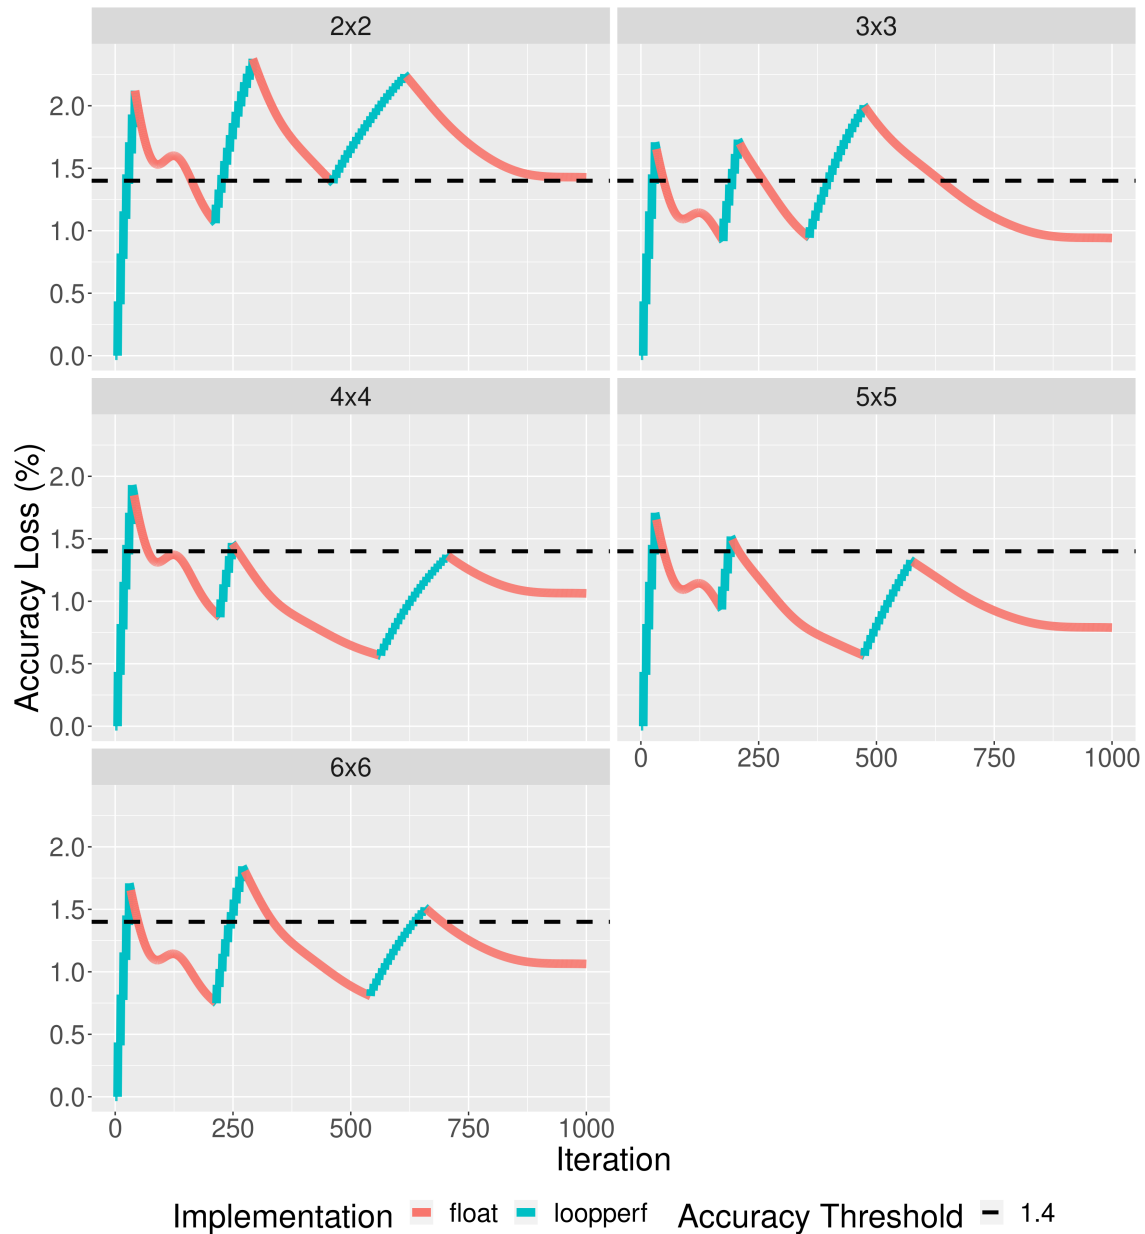 2x2
3x3
2.0
1.5
1.0
0.5
0.0
4x4
5x5
2.0
1.5
1.0
0.5
0.0
0 250 500 750 1000
6x6
2.0
1.5
1.0
0.5
0.0
0 250 500 750 1000
Accuracy Loss (%)
Iteration
Implementation float loopperf Accuracy Threshold 1.4